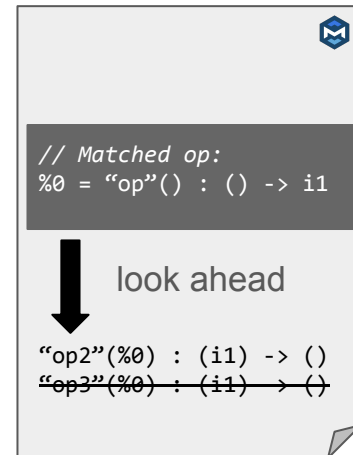 // Matched op:
%0 = “op”() : () -> i1
look ahead
“op2”(%0) : (i1) -> ()
“op3”(%0) : (i1) -> ()